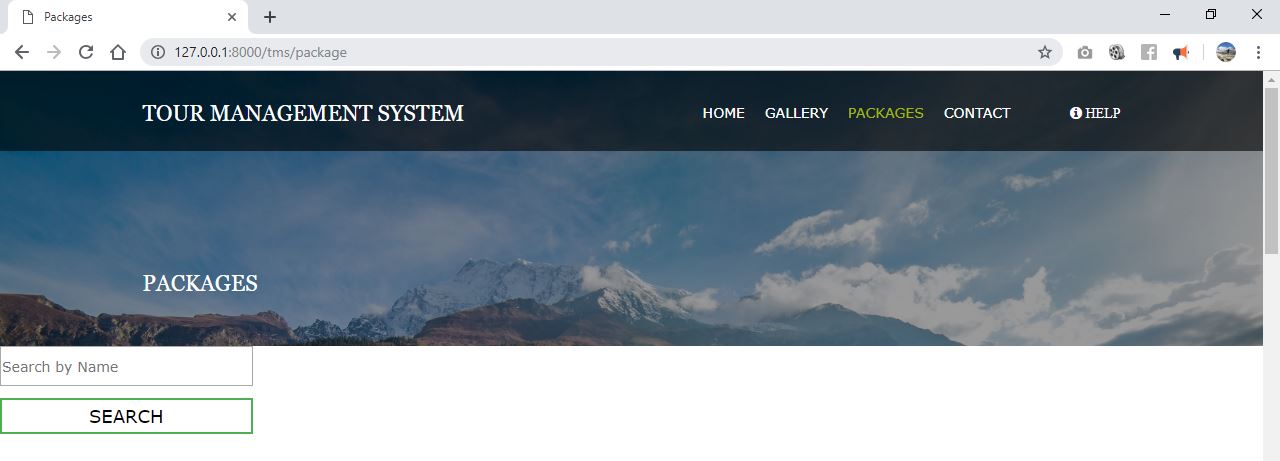 Packages
127.0.0.1:8000/tms/package
TOUR MANAGEMENT SYSTEM
HOME GALLERY PACKAGES CONTACT HELP
PACKAGES
Search by Name
SEARCH